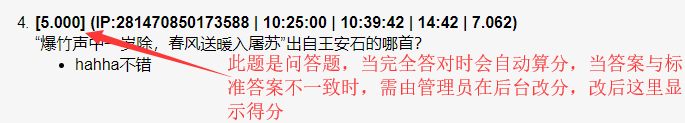 4. [5.000] (IP:281470850173588 | 10:25:00 | 10:39:42 | 14:42 | 7.062)
“爆竹声中一岁除，春风送暖入屠苏”出自王安石的哪首？
• hahha不错
此题是问答题，当完全答对时会自动算分，当答案与标
准答案不一致时，需由管理员在后台改分，改后这里显
示得分